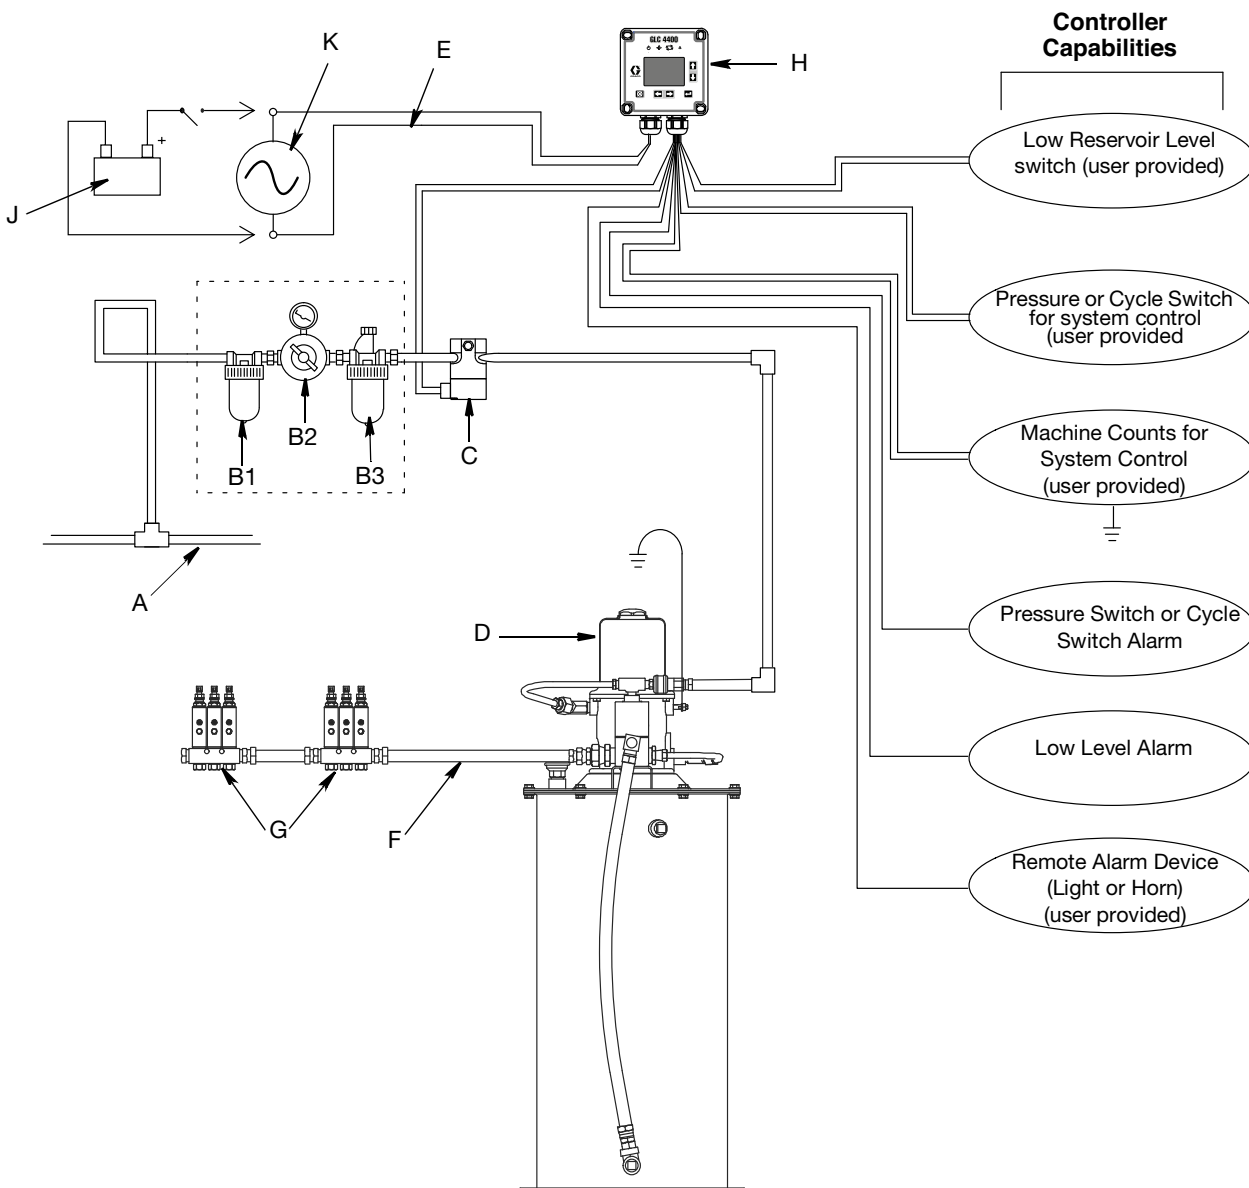 Controller
Capabilities
K
E
GLC 4400
H
J
+
Low Reservoir Level
switch (user provided)
Pressure or Cycle Switch
for system control
(user provided
B1
B2
B3
C
Machine Counts for
System Control
(user provided)
A
D
Pressure Switch or Cycle
Switch Alarm
G
F
Low Level Alarm
Remote Alarm Device
(Light or Horn)
(user provided)